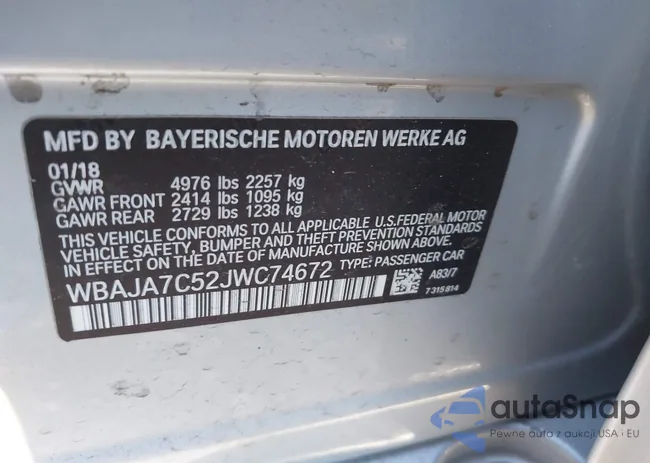 MFD BY BAYERISCHE MOTOREN WERKE AG
01/18
GVWR 4976 lbs 2257 kg
GAWR FRONT 2414 lbs 1095 kg
GAWR REAR 2729 lbs 1238 kg
THIS VEHICLE CONFORMS TO ALL APPLICABLE U.S.FEDERAL MOTOR
VEHICLE SAFETY, BUMPER AND THEFT PREVENTION STANDARDS
IN EFFECT ON THE DATE OF MANUFACTURE SHOWN ABOVE.
WBAJA7C52JWC74672 TYPE: PASSENGER CAR
A83/7
7315814
autoSnap
Pewne auta z aukcji USA i EU